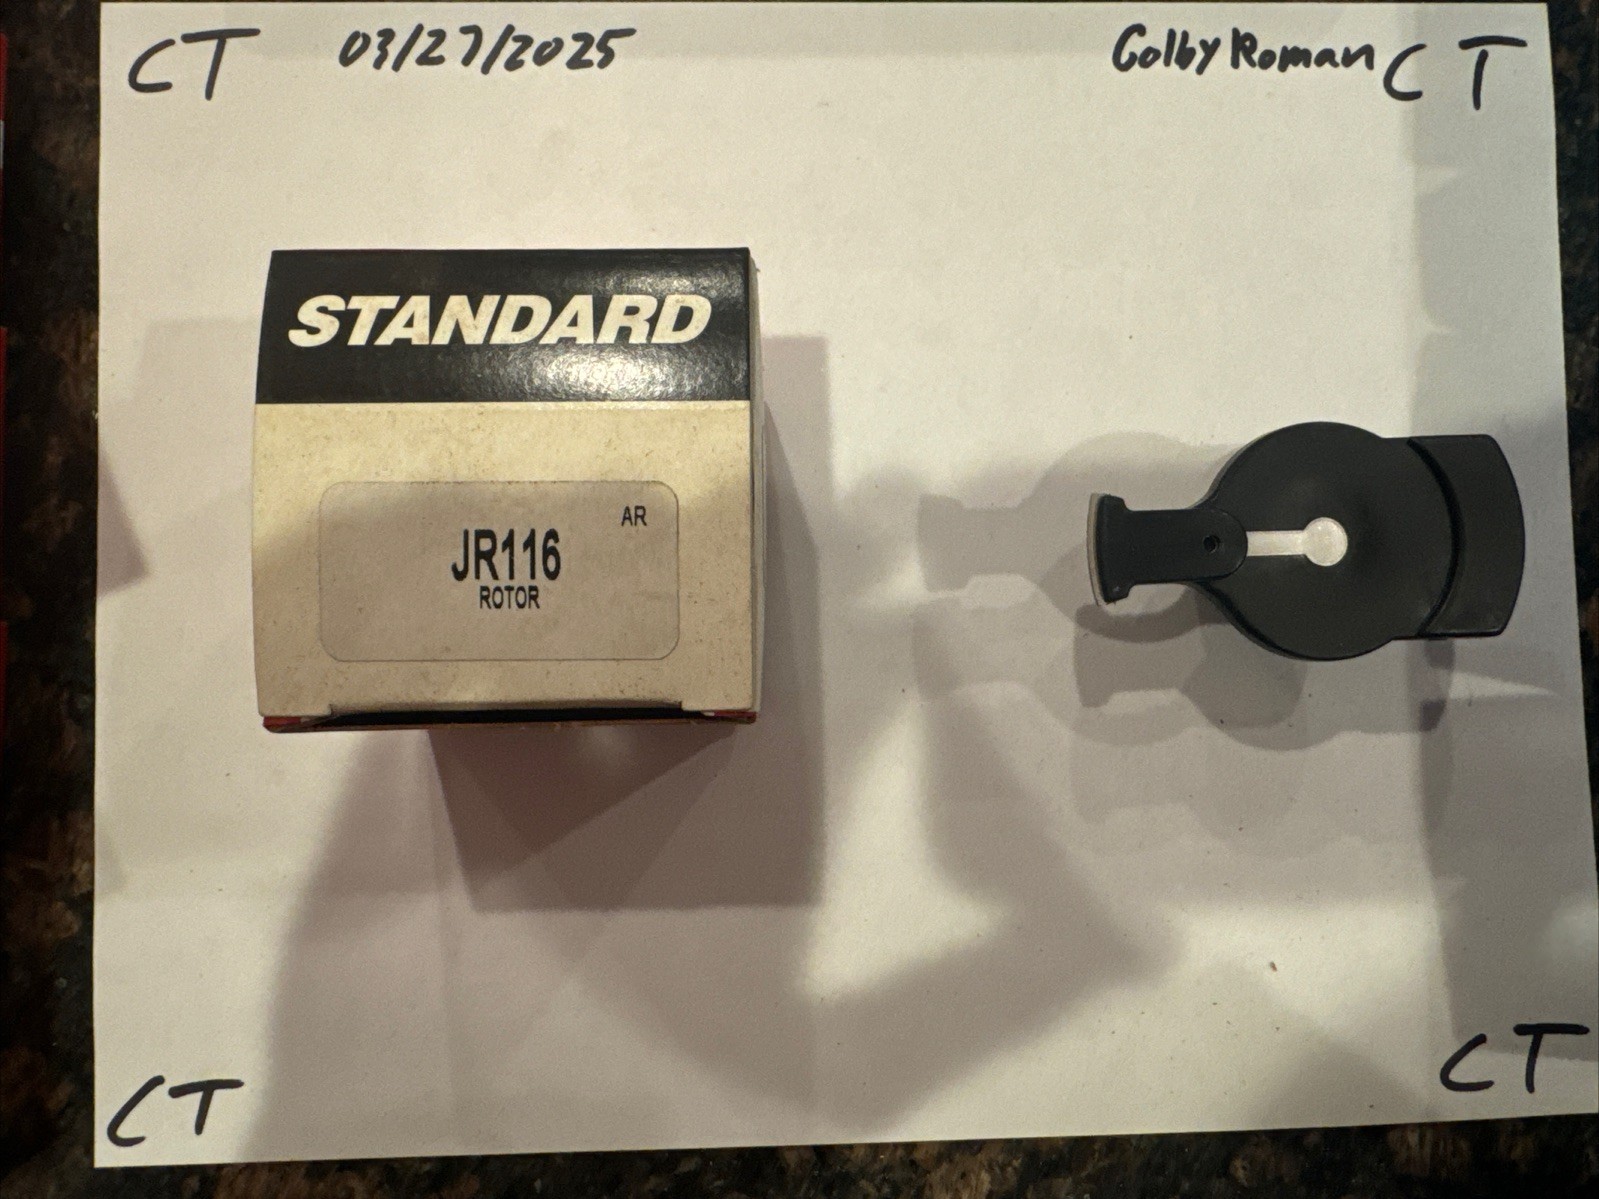 CT 03/27/2025 Colby Roman CT
STANDARD
AR
JR116
ROTOR
CT CT